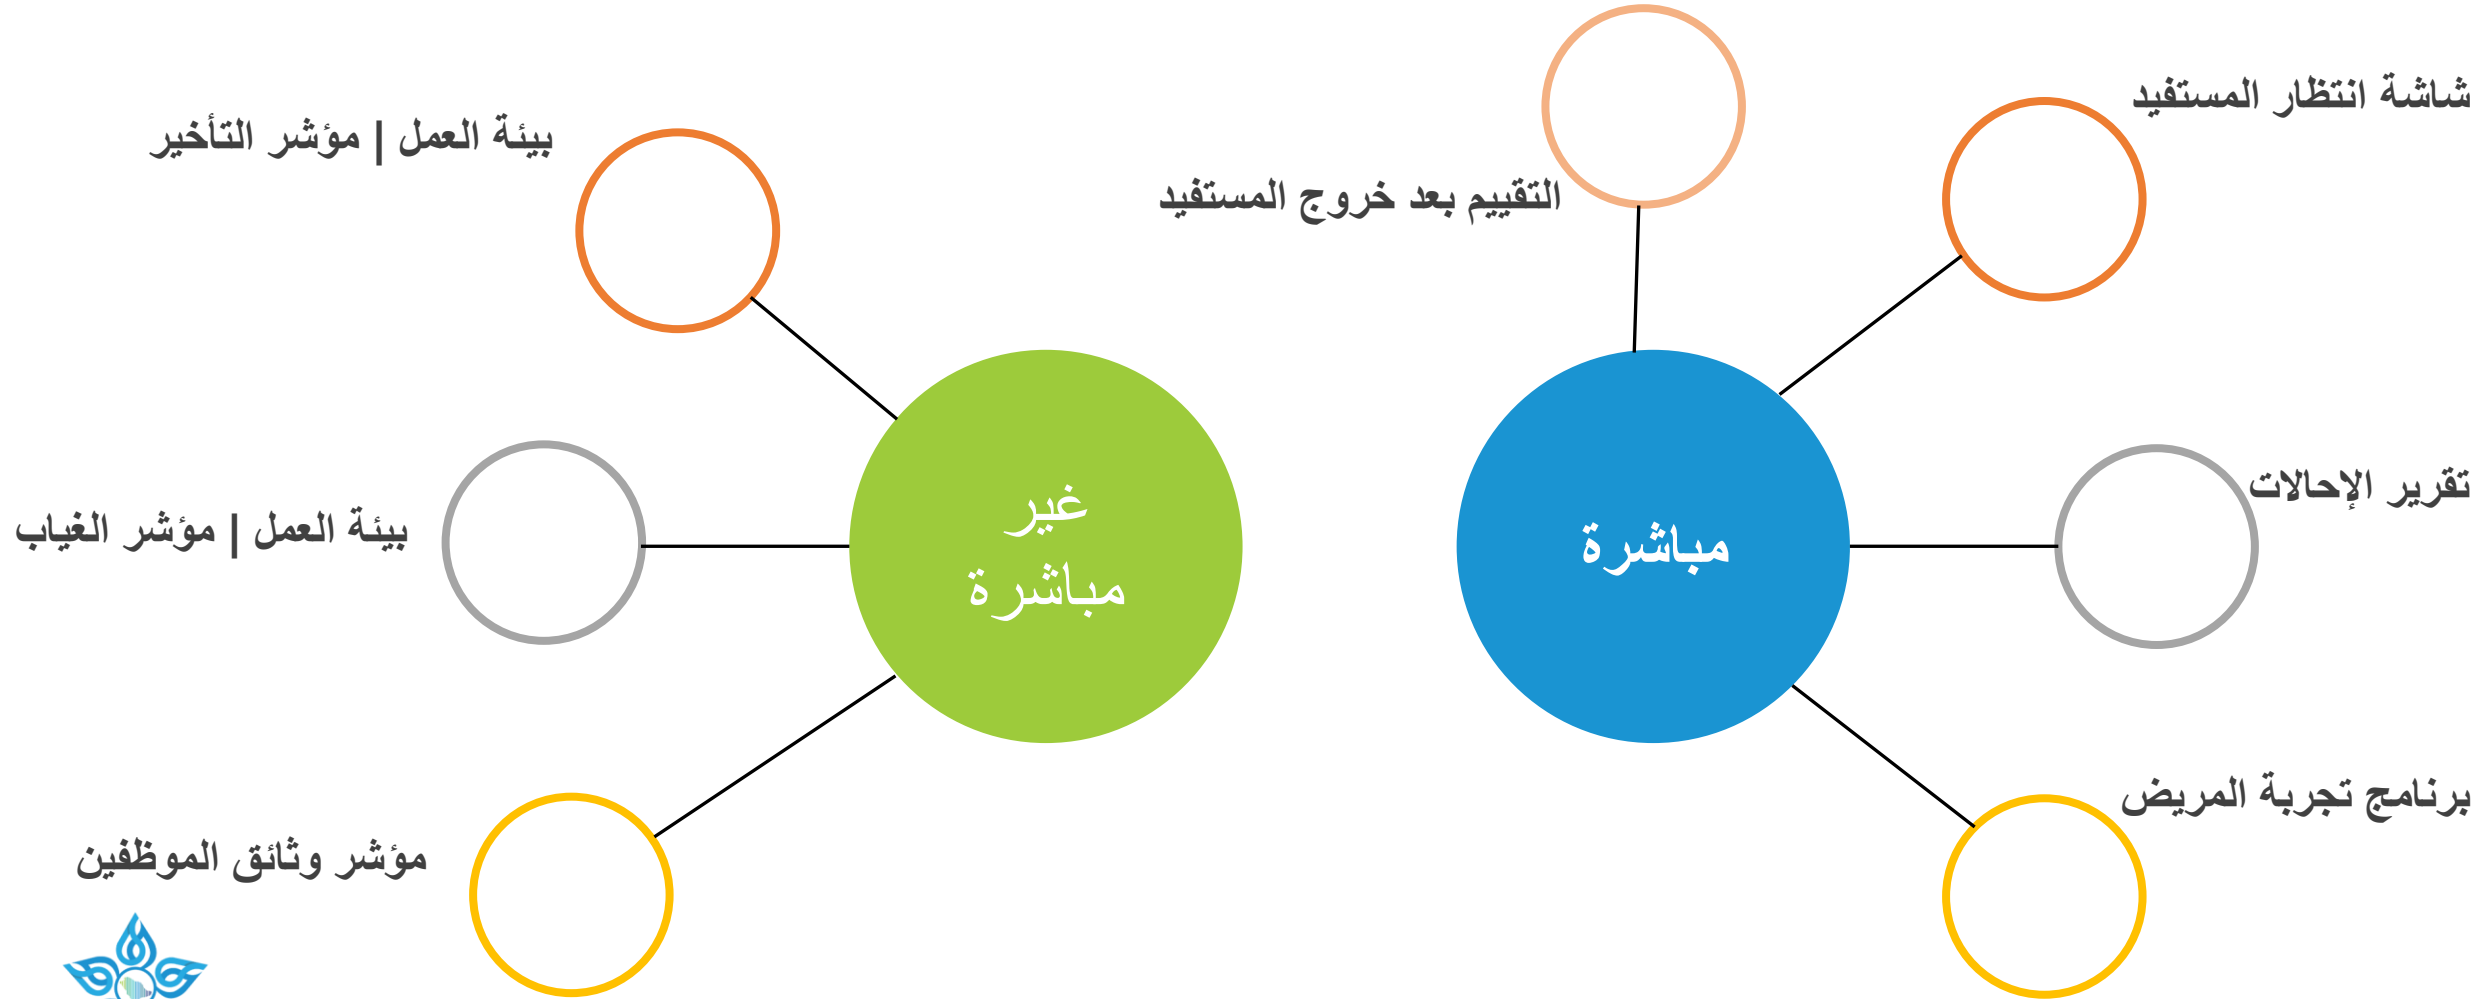 شاشة انتظار المستفيد
التقييم بعد خروج المستفيد
تقرير الإحالات
مباشرة
برنامج تجربة المريض
بيئة العمل | مؤشر التأخير
غير
مباشرة
بيئة العمل | مؤشر الغياب
مؤشر وثائق الموظفين